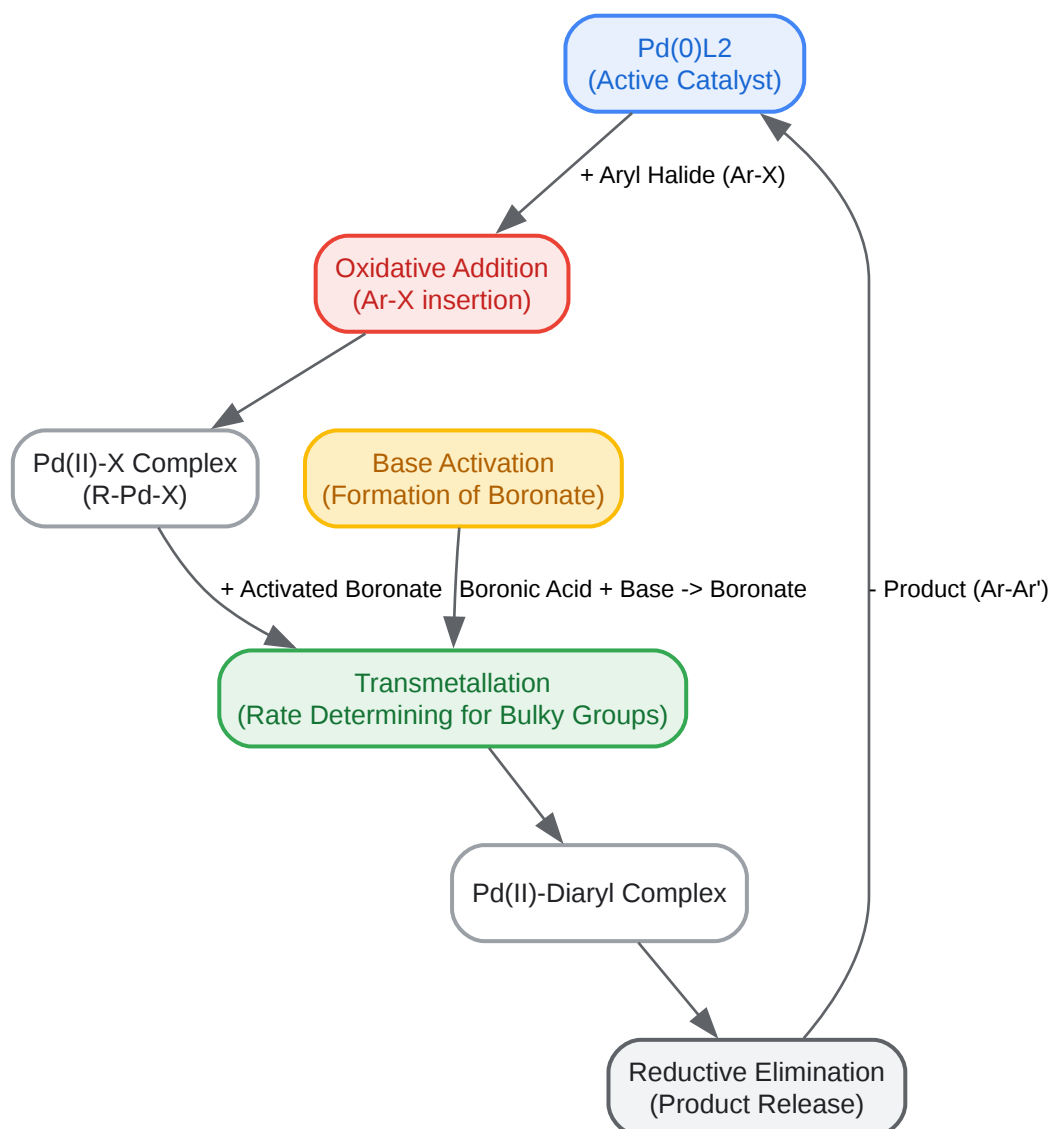 Pd(0)L2
(Active Catalyst)
+ Aryl Halide (Ar-X)
Oxidative Addition
(Ar-X insertion)
Pd(II)-X Complex
(R-Pd-X)
Base Activation
(Formation of Boronate)
+ Activated Boronate
Boronic Acid + Base -> Boronate
- Product (Ar-Ar')
Transmetallation
(Rate Determining for Bulky Groups)
Pd(II)-Diaryl Complex
Reductive Elimination
(Product Release)